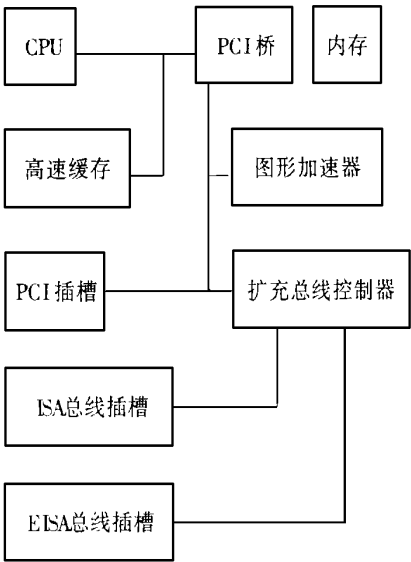 CPU
PCI桥
内存
高速缓存
图形加速器
PCI插槽
扩充总线控制器
ISA总线插槽
EISA总线插槽